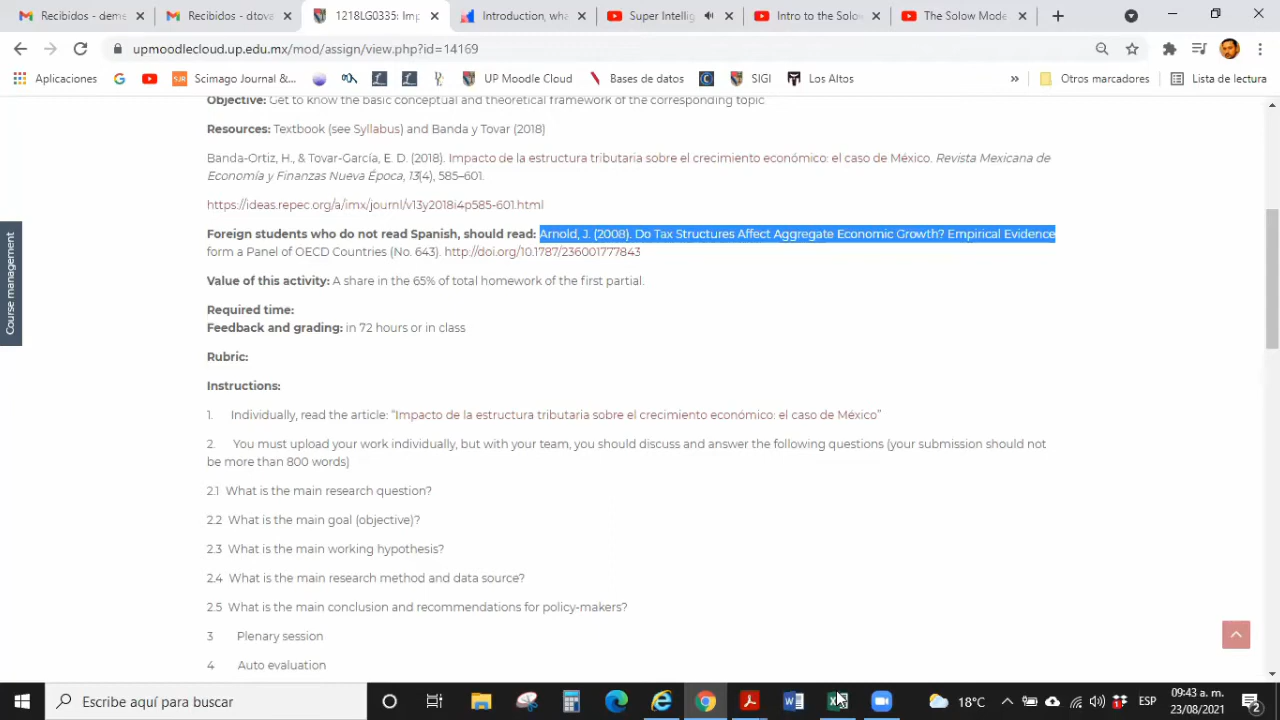 Recibidos - deme
Recibidos - dtova
1218LG0335: Imp
Introduction, wha
Super Intellig
Intro to the Solow
The Solow Mode
upmoodlecloud.up.edu.mx/mod/assign/view.php?id=14169
Aplicaciones
Scimago Journal &...
UP Moodle Cloud
Bases de datos
SIGI
Los Altos
»
Otros marcadores
Lista de lectura
Objective: Get to know the basic conceptual and theoretical framework of the corresponding topic
Resources: Textbook (see Syllabus) and Banda y Tovar (2018)
Banda-Ortiz, H., & Tovar-García, E. D. (2018). Impacto de la estructura tributaria sobre el crecimiento económico: el caso de México. Revista Mexicana de
Economía y Finanzas Nueva Época, 13(4), 585–601.
https://ideas.repec.org/a/imx/journl/v13y2018i4p585-601.html
Foreign students who do not read Spanish, should read: Arnold, J. (2008). Do Tax Structures Affect Aggregate Economic Growth? Empirical Evidence
form a Panel of OECD Countries (No. 643). http://doi.org/10.1787/236001777843
Value of this activity: A share in the 65% of total homework of the first partial.
Required time:
Feedback and grading: in 72 hours or in class
Rubric:
Instructions:
1. Individually, read the article: “Impacto de la estructura tributaria sobre el crecimiento económico: el caso de México”
2. You must upload your work individually, but with your team, you should discuss and answer the following questions (your submission should not
be more than 800 words)
2.1 What is the main research question?
2.2 What is the main goal (objective)?
2.3 What is the main working hypothesis?
2.4 What is the main research method and data source?
2.5 What is the main conclusion and recommendations for policy-makers?
3 Plenary session
4 Auto evaluation
Course management
Escribe aquí para buscar
18°C
ESP
09:43 a. m.
23/08/2021
2